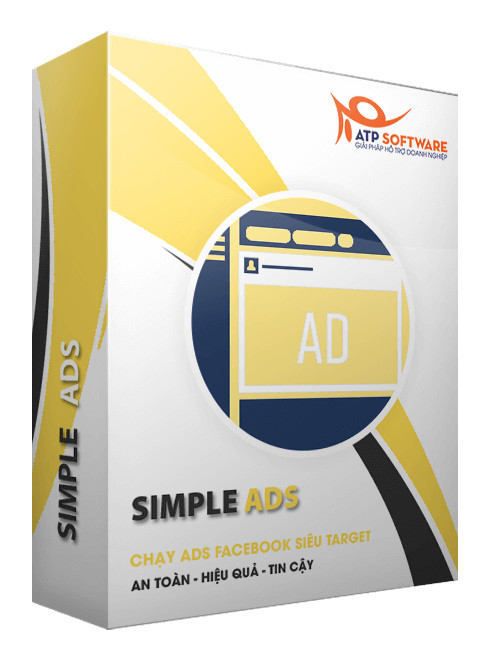 ATP SOFTWARE
GIẢI PHÁP HỖ TRỢ DOANH NGHIỆP
AD
SIMPLE ADS
SIMPLE ADS
CHẠY ADS FACEBOOK SIÊU TARGET
AN TOÀN - HIỆU QUẢ - TIN CẬY